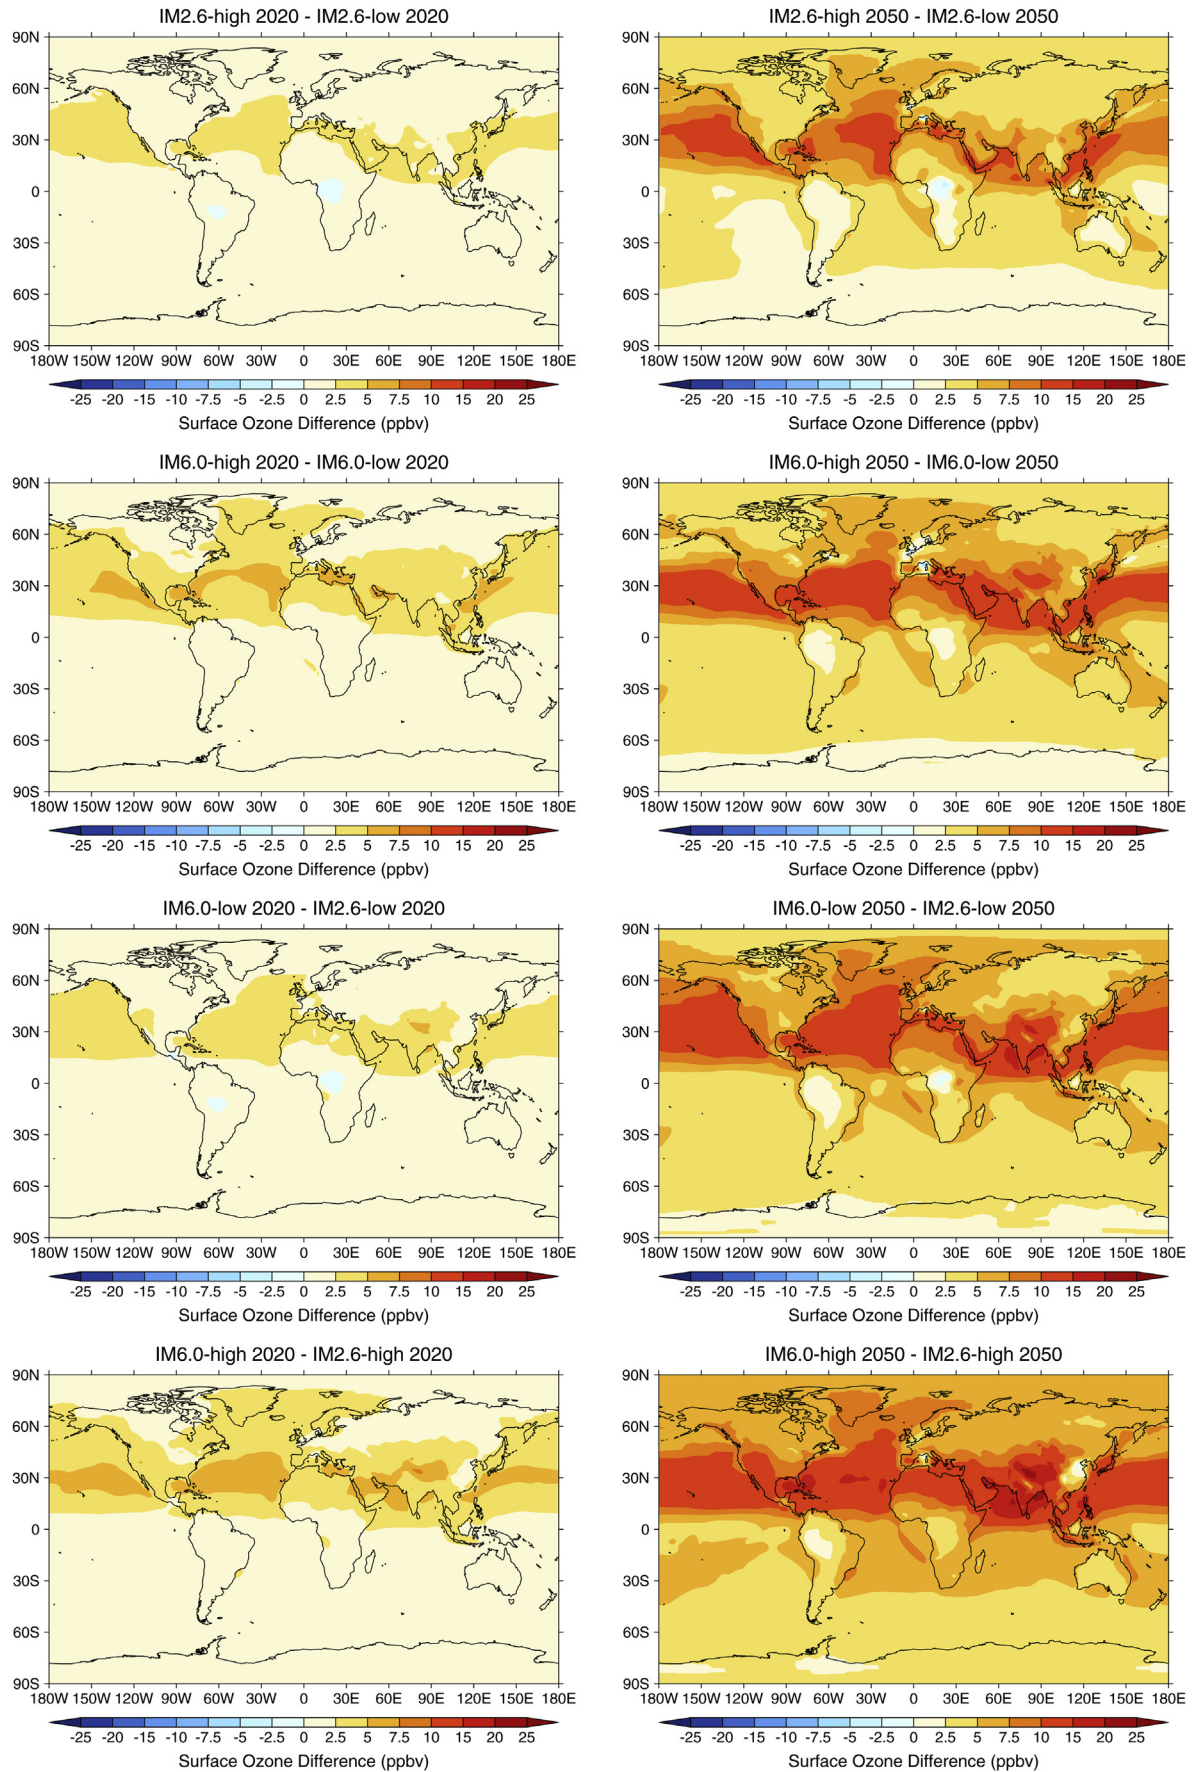 IM2.6-high 2020 - IM2.6-low 2020
90N
60N
30N
0
30S
60S
90S
180W 150W 120W 90W 60W 30W 0 30E 60E 90E 120E 150E 180E
-25 -20 -15 -10 -7.5 -5 -2.5 0 2.5 5 7.5 10 15 20 25
Surface Ozone Difference (ppbv)
IM2.6-high 2050 - IM2.6-low 2050
90N
60N
30N
0
30S
60S
90S
180W 150W 120W 90W 60W 30W 0 30E 60E 90E 120E 150E 180E
-25 -20 -15 -10 -7.5 -5 -2.5 0 2.5 5 7.5 10 15 20 25
Surface Ozone Difference (ppbv)
IM6.0-high 2020 - IM6.0-low 2020
90N
60N
30N
0
30S
60S
90S
180W 150W 120W 90W 60W 30W 0 30E 60E 90E 120E 150E 180E
-25 -20 -15 -10 -7.5 -5 -2.5 0 2.5 5 7.5 10 15 20 25
Surface Ozone Difference (ppbv)
IM6.0-high 2050 - IM6.0-low 2050
90N
60N
30N
0
30S
60S
90S
180W 150W 120W 90W 60W 30W 0 30E 60E 90E 120E 150E 180E
-25 -20 -15 -10 -7.5 -5 -2.5 0 2.5 5 7.5 10 15 20 25
Surface Ozone Difference (ppbv)
IM6.0-low 2020 - IM2.6-low 2020
90N
60N
30N
0
30S
60S
90S
180W 150W 120W 90W 60W 30W 0 30E 60E 90E 120E 150E 180E
-25 -20 -15 -10 -7.5 -5 -2.5 0 2.5 5 7.5 10 15 20 25
Surface Ozone Difference (ppbv)
IM6.0-low 2050 - IM2.6-low 2050
90N
60N
30N
0
30S
60S
90S
180W 150W 120W 90W 60W 30W 0 30E 60E 90E 120E 150E 180E
-25 -20 -15 -10 -7.5 -5 -2.5 0 2.5 5 7.5 10 15 20 25
Surface Ozone Difference (ppbv)
IM6.0-high 2020 - IM2.6-high 2020
90N
60N
30N
0
30S
60S
90S
180W 150W 120W 90W 60W 30W 0 30E 60E 90E 120E 150E 180E
-25 -20 -15 -10 -7.5 -5 -2.5 0 2.5 5 7.5 10 15 20 25
Surface Ozone Difference (ppbv)
IM6.0-high 2050 - IM2.6-high 2050
90N
60N
30N
0
30S
60S
90S
180W 150W 120W 90W 60W 30W 0 30E 60E 90E 120E 150E 180E
-25 -20 -15 -10 -7.5 -5 -2.5 0 2.5 5 7.5 10 15 20 25
Surface Ozone Difference (ppbv)